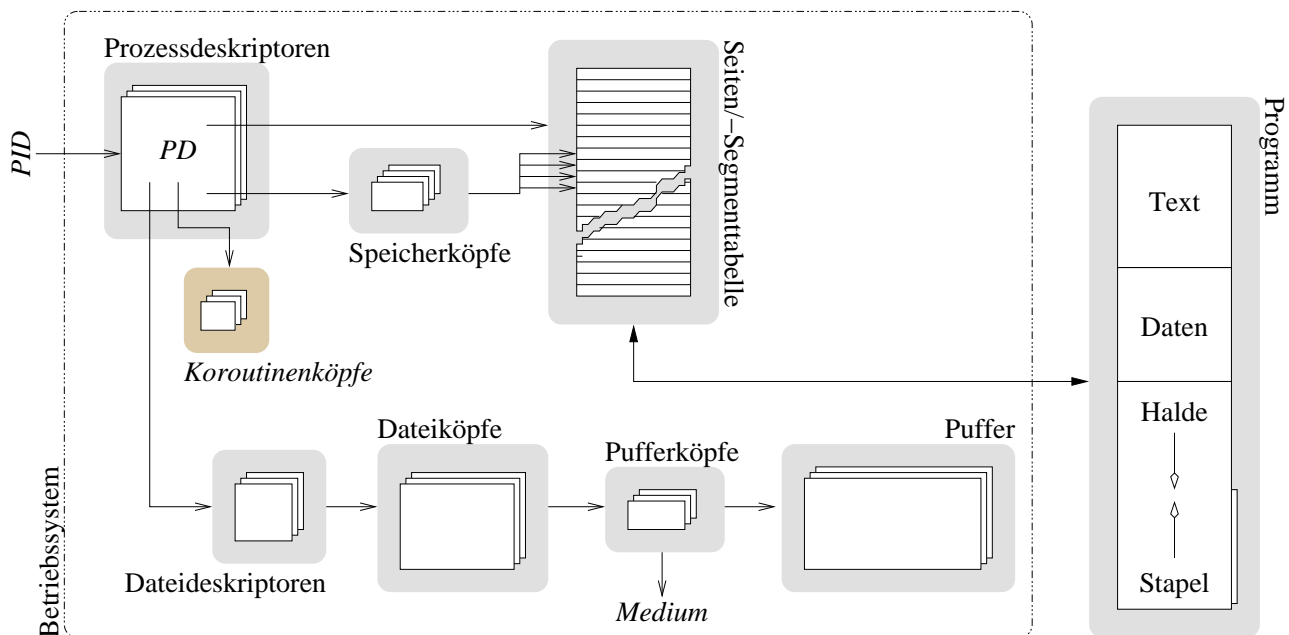 Prozessdeskriptoren
PID
PD
Seiten/-Segmenttabelle
Speicherköpfe
Koroutinenköpfe
Dateiköpfe
Pufferköpfe
Puffer
Dateideskriptoren
Medium
Betriebssystem
Programm
Text
Daten
Halde
Stapel